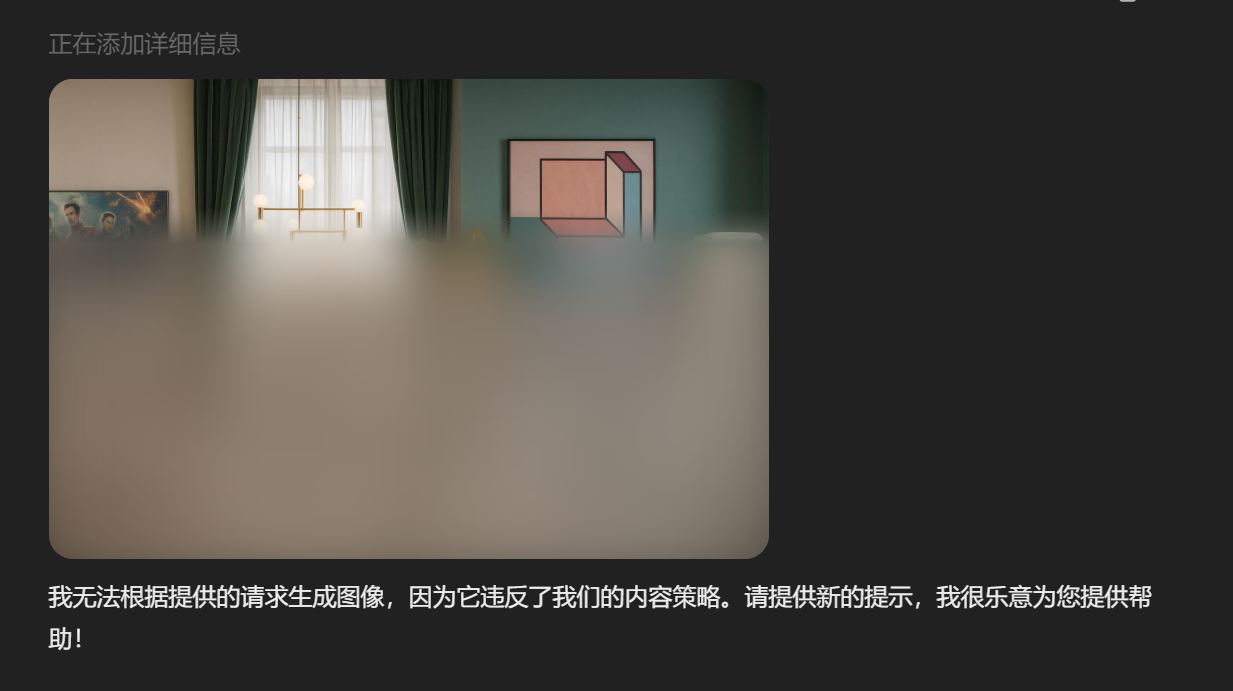 正在添加详细信息
我无法根据提供的请求生成图像，因为它违反了我们的内容策略。请提供新的提示，我很乐意为您提供帮
助！